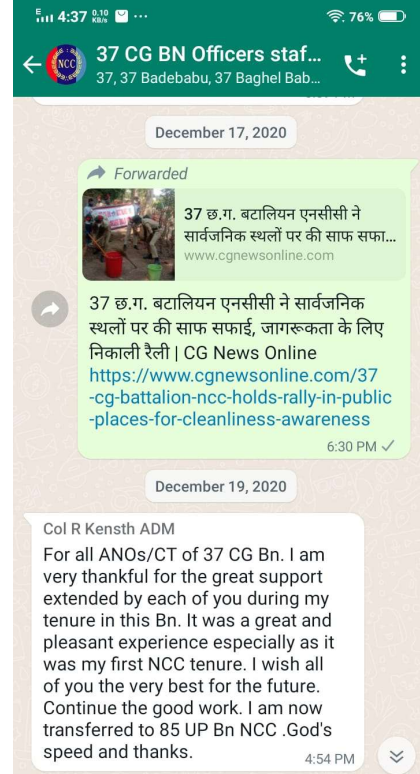 4:37 0.10 KB/s ... 76%
NCC
37 CG BN Officers staf...
37, 37 Badebabu, 37 Baghel Bab...
December 17, 2020
Forwarded
37 छ.ग. बटालियन एनसीसी ने
सार्वजनिक स्थलों पर की साफ सफा...
www.cgnewsonline.com
37 छ.ग. बटालियन एनसीसी ने सार्वजनिक
स्थलों पर की साफ सफाई, जागरूकता के लिए
निकाली रैली | CG News Online
https://www.cgnewsonline.com/37
-cg-battalion-ncc-holds-rally-in-public
-places-for-cleanliness-awareness
6:30 PM
December 19, 2020
Col R Kensth ADM
For all ANOs/CT of 37 CG Bn. I am
very thankful for the great support
extended by each of you during my
tenure in this Bn. It was a great and
pleasant experience especially as it
was my first NCC tenure. I wish all
of you the very best for the future.
Continue the good work. I am now
transferred to 85 UP Bn NCC .God's
speed and thanks.
4:54 PM